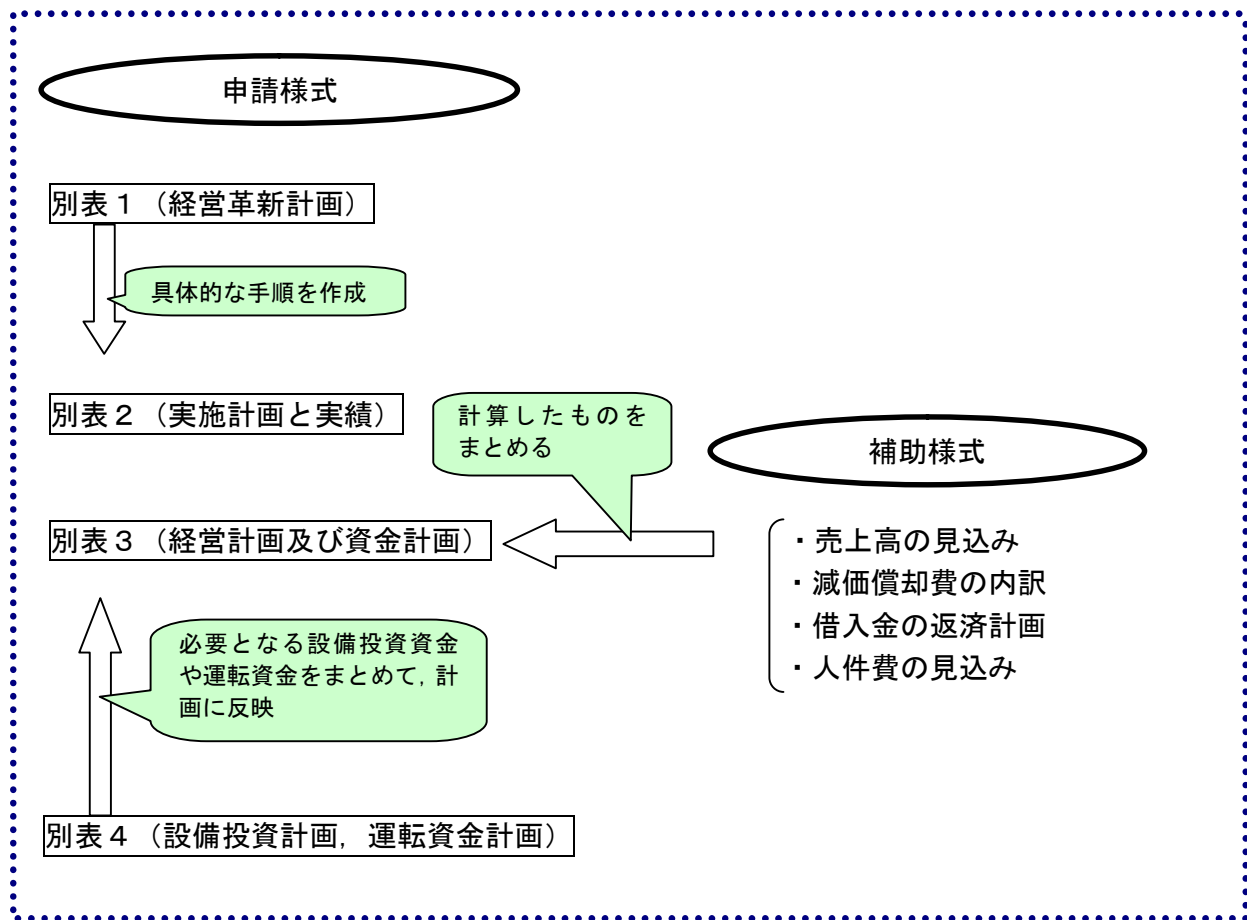 申請様式
別表１（経営革新計画）
具体的な手順を作成
別表２（実施計画と実績）
計算したものを
まとめる
補助様式
別表３（経営計画及び資金計画）
・売上高の見込み
・減価償却費の内訳
・借入金の返済計画
・人件費の見込み
必要となる設備投資資金
や運転資金をまとめて，計
画に反映
別表４（設備投資計画，運転資金計画）